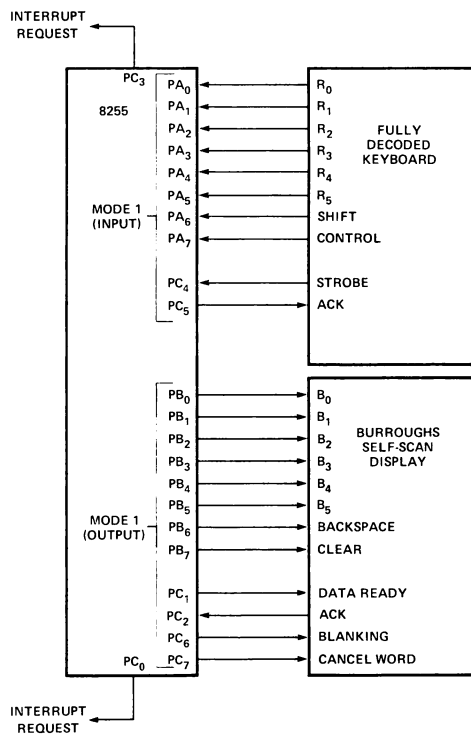 INTERRUPT
REQUEST
PC3
8255
MODE 1
(INPUT)
PA0
PA1
PA2
PA3
PA4
PA5
PA6
PA7
PC4
PC5
R0
R1
R2
R3
R4
R5
SHIFT
CONTROL
STROBE
ACK
FULLY
DECODED
KEYBOARD
MODE 1
(OUTPUT)
PB0
PB1
PB2
PB3
PB4
PB5
PB6
PB7
PC1
PC2
PC6
PC7
B0
B1
B2
B3
B4
B5
BACKSPACE
CLEAR
DATA READY
ACK
BLANKING
CANCEL WORD
BURROUGHS
SELF-SCAN
DISPLAY
PC0
INTERRUPT
REQUEST